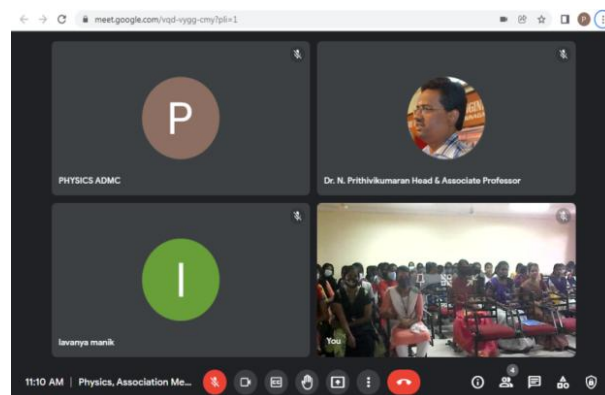 meet.google.com/vqd-vygg-cmy?pli=1
P
P
PHYSICS ADMC
Dr. N. Prithivikumaran Head & Associate Professor
l
lavanya manik
You
11:10 AM | Physics, Association Me...
CC
4